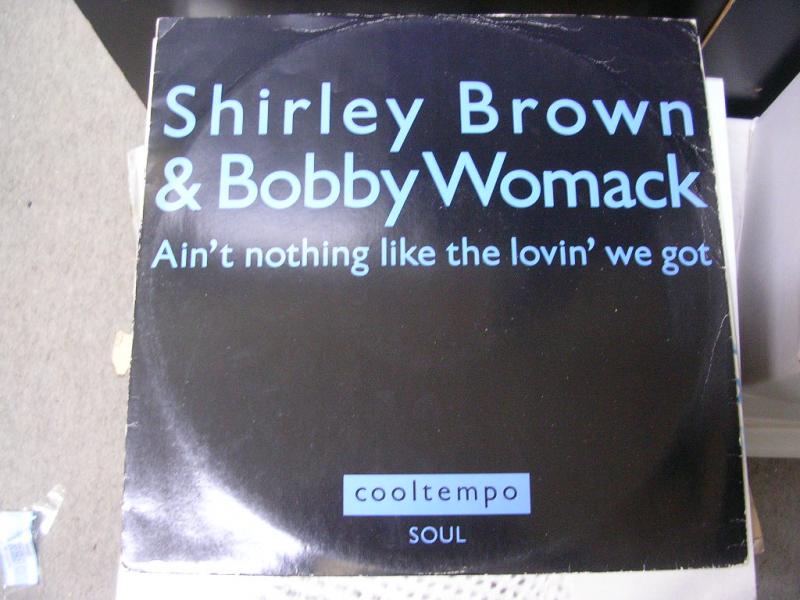 Shirley Brown
& Bobby Womack
Ain't nothing like the lovin' we got
cooltempo
SOUL